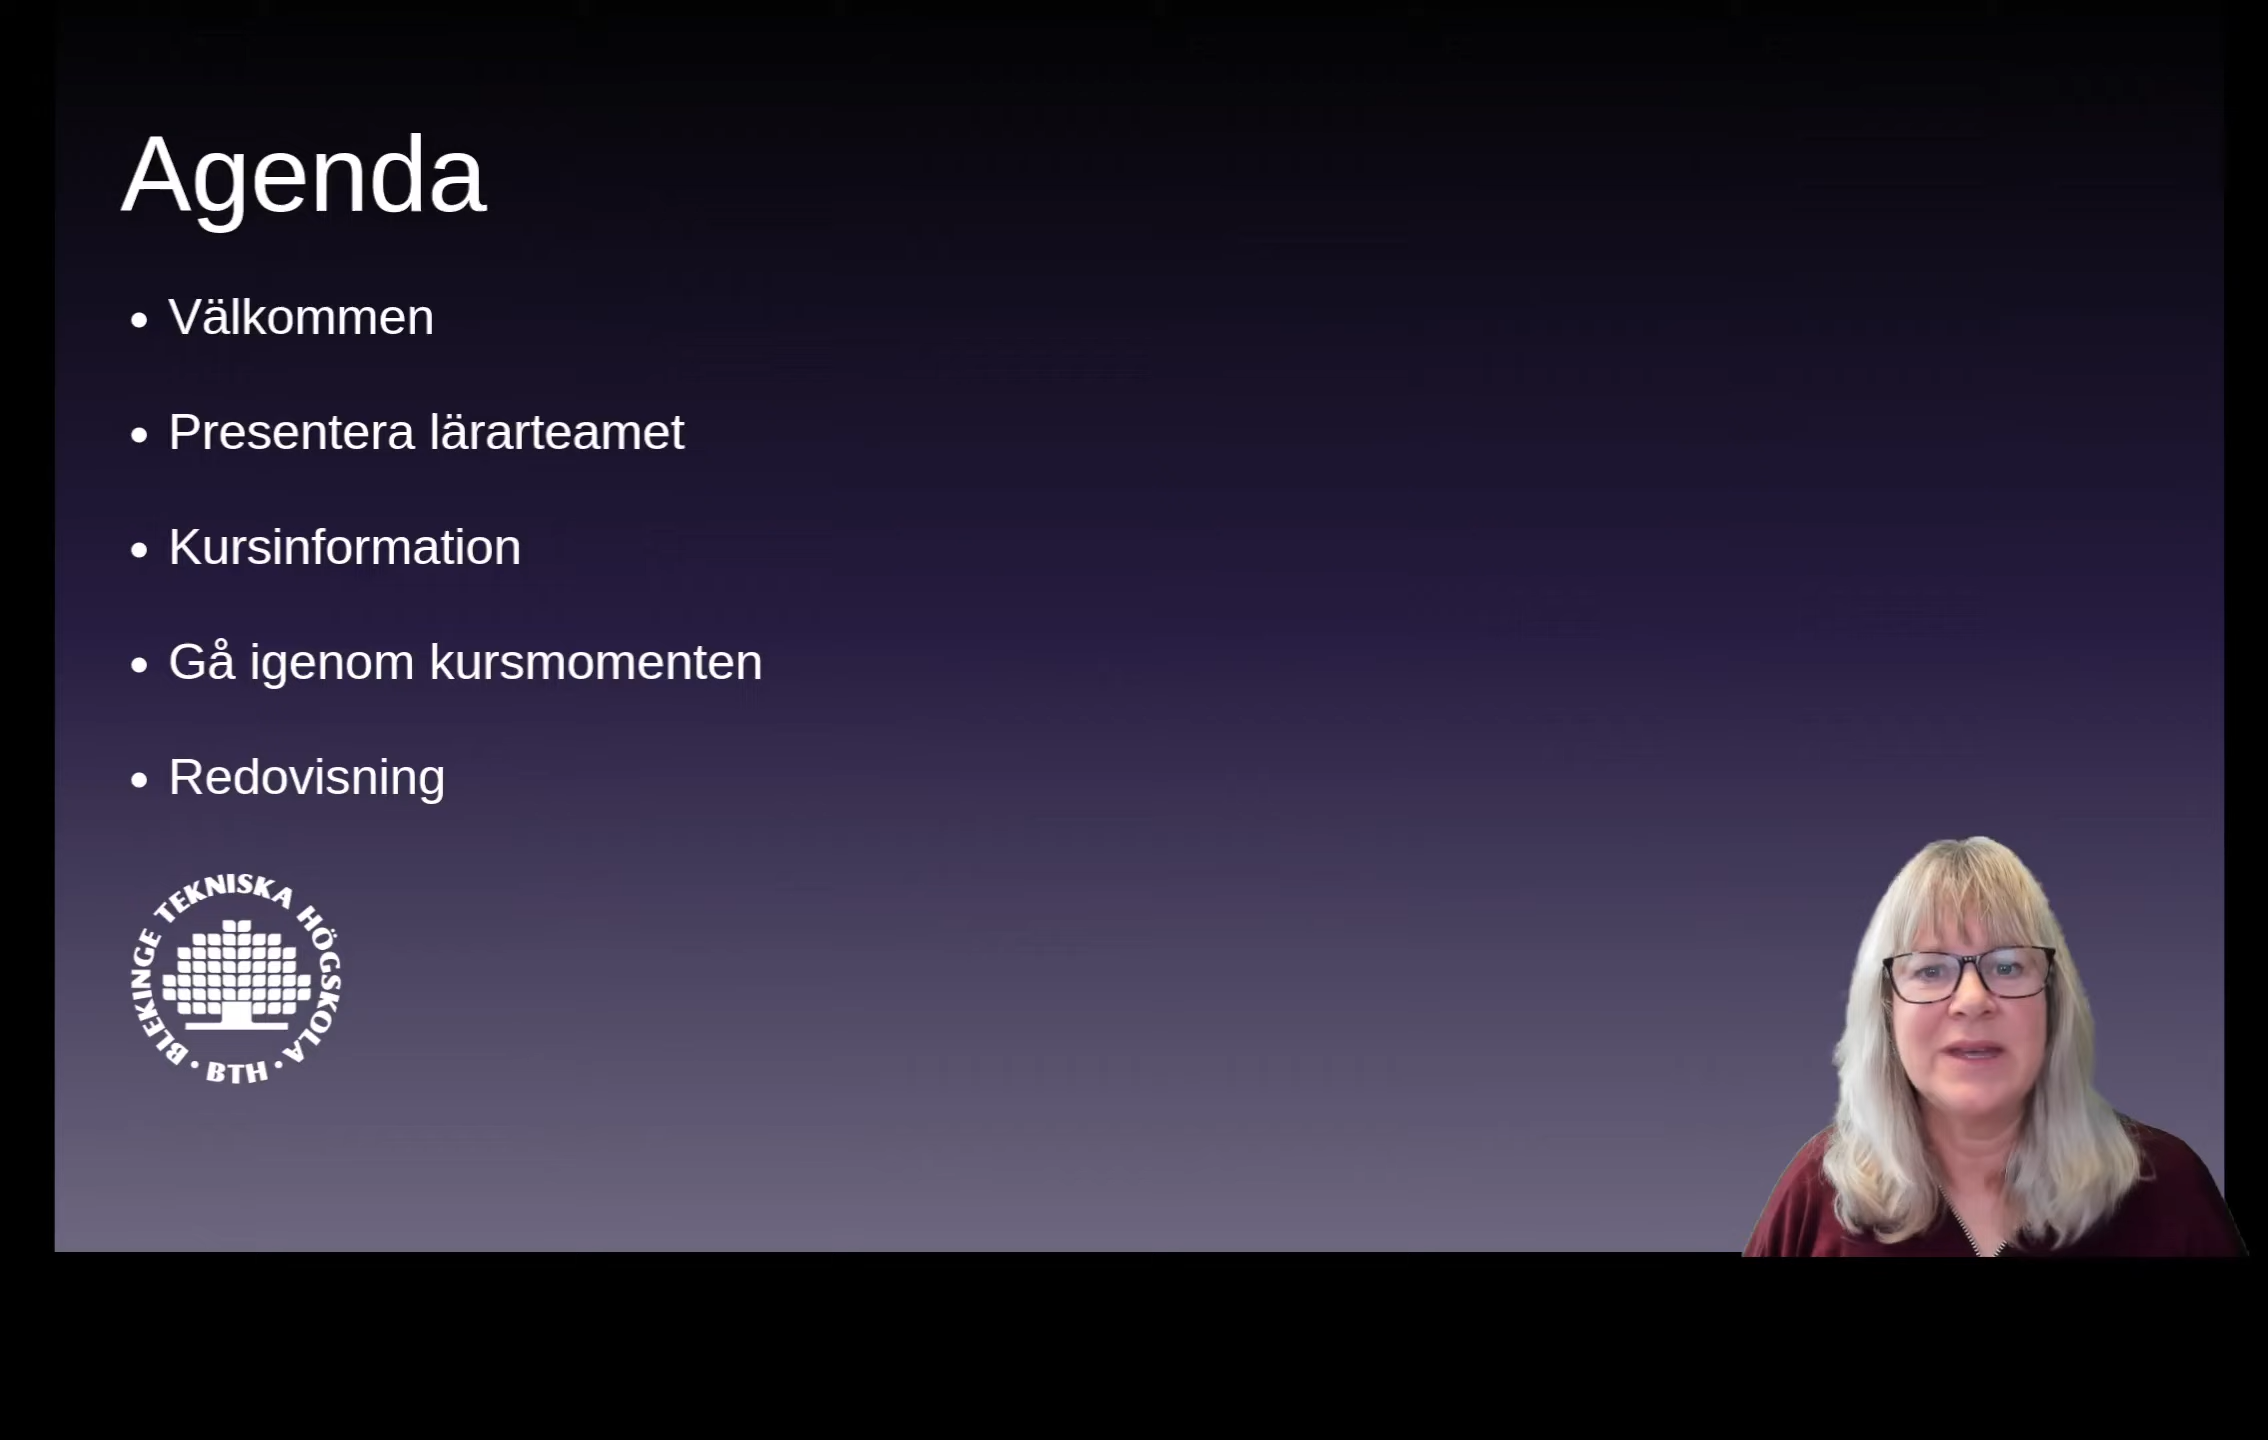 Agenda
• Välkommen
• Presentera lärarteamet
• Kursinformation
• Gå igenom kursmomenten
• Redovisning
BLEKINGE TEKNISKA HÖGSKOLA
• BTH •